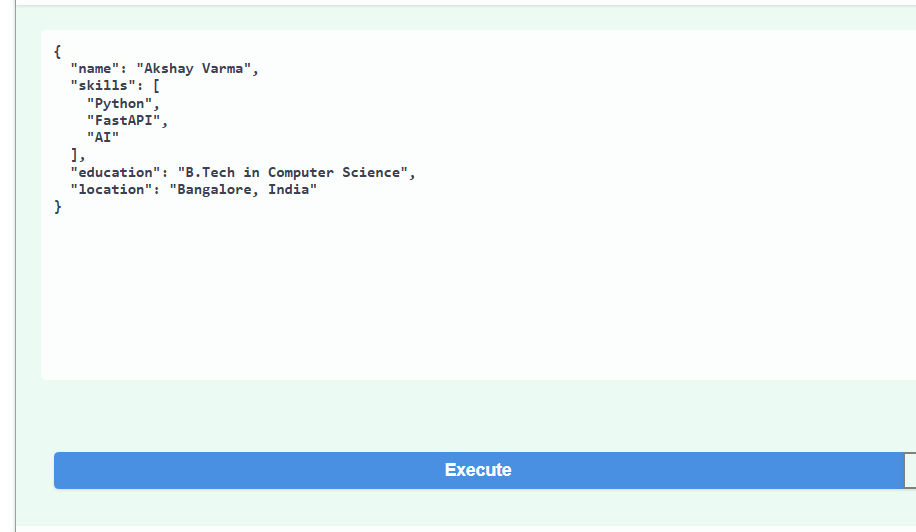 {
  "name": "Akshay Varma",
  "skills": [
    "Python",
    "FastAPI",
    "AI"
  ],
  "education": "B.Tech in Computer Science",
  "location": "Bangalore, India"
}
Execute